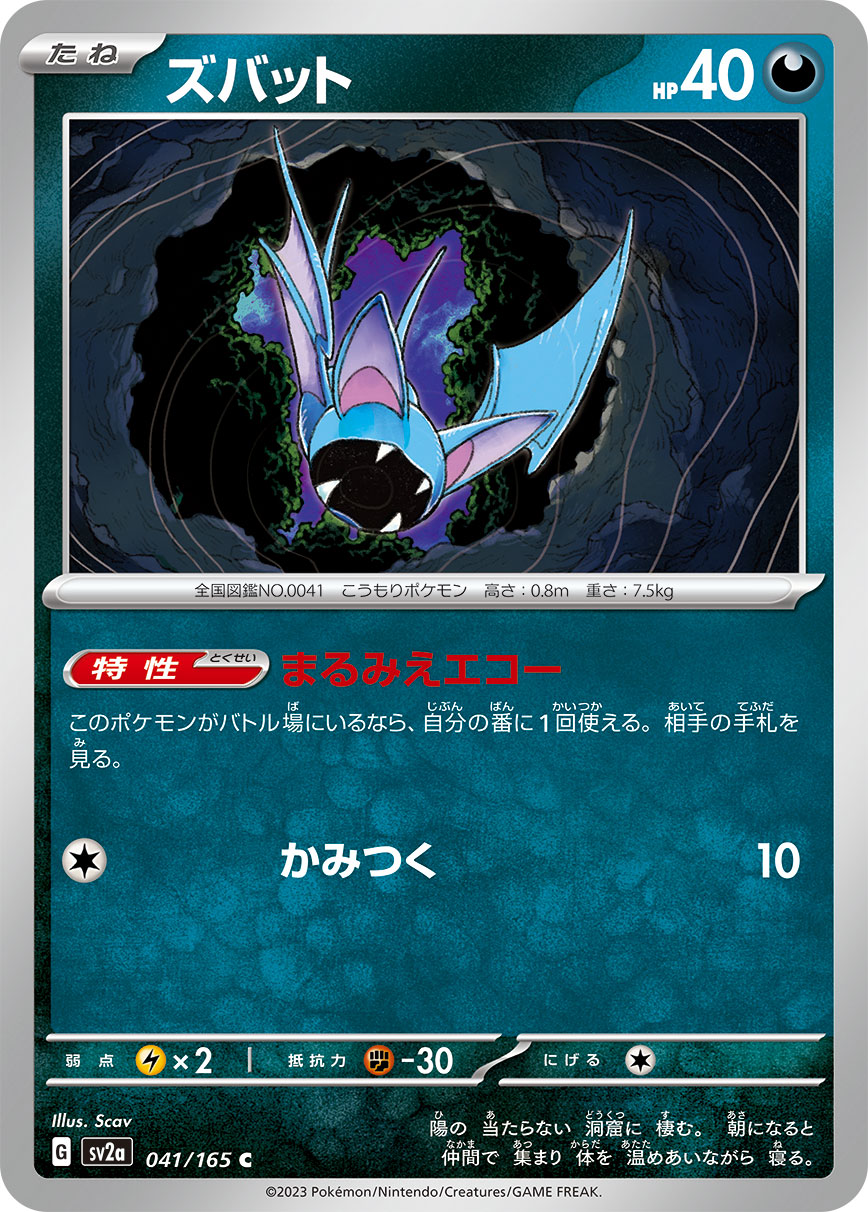 たね
ズバット
HP40
全国図鑑NO.0041 こうもりポケモン 高さ：0.8m 重さ：7.5kg
特性 とくせい まるみえエコー
このポケモンがバトル場にいるなら、自分の番に1回使える。相手の手札を
見る。
かみつく 10
弱点 ×2 抵抗力 -30 にげる
Illus. Scav
G sv2a 041/165 C
陽の 当たらない 洞窟に 棲む。 朝になると
仲間で 集まり 体を 温めあいながら 寝る。
©2023 Pokémon/Nintendo/Creatures/GAME FREAK.